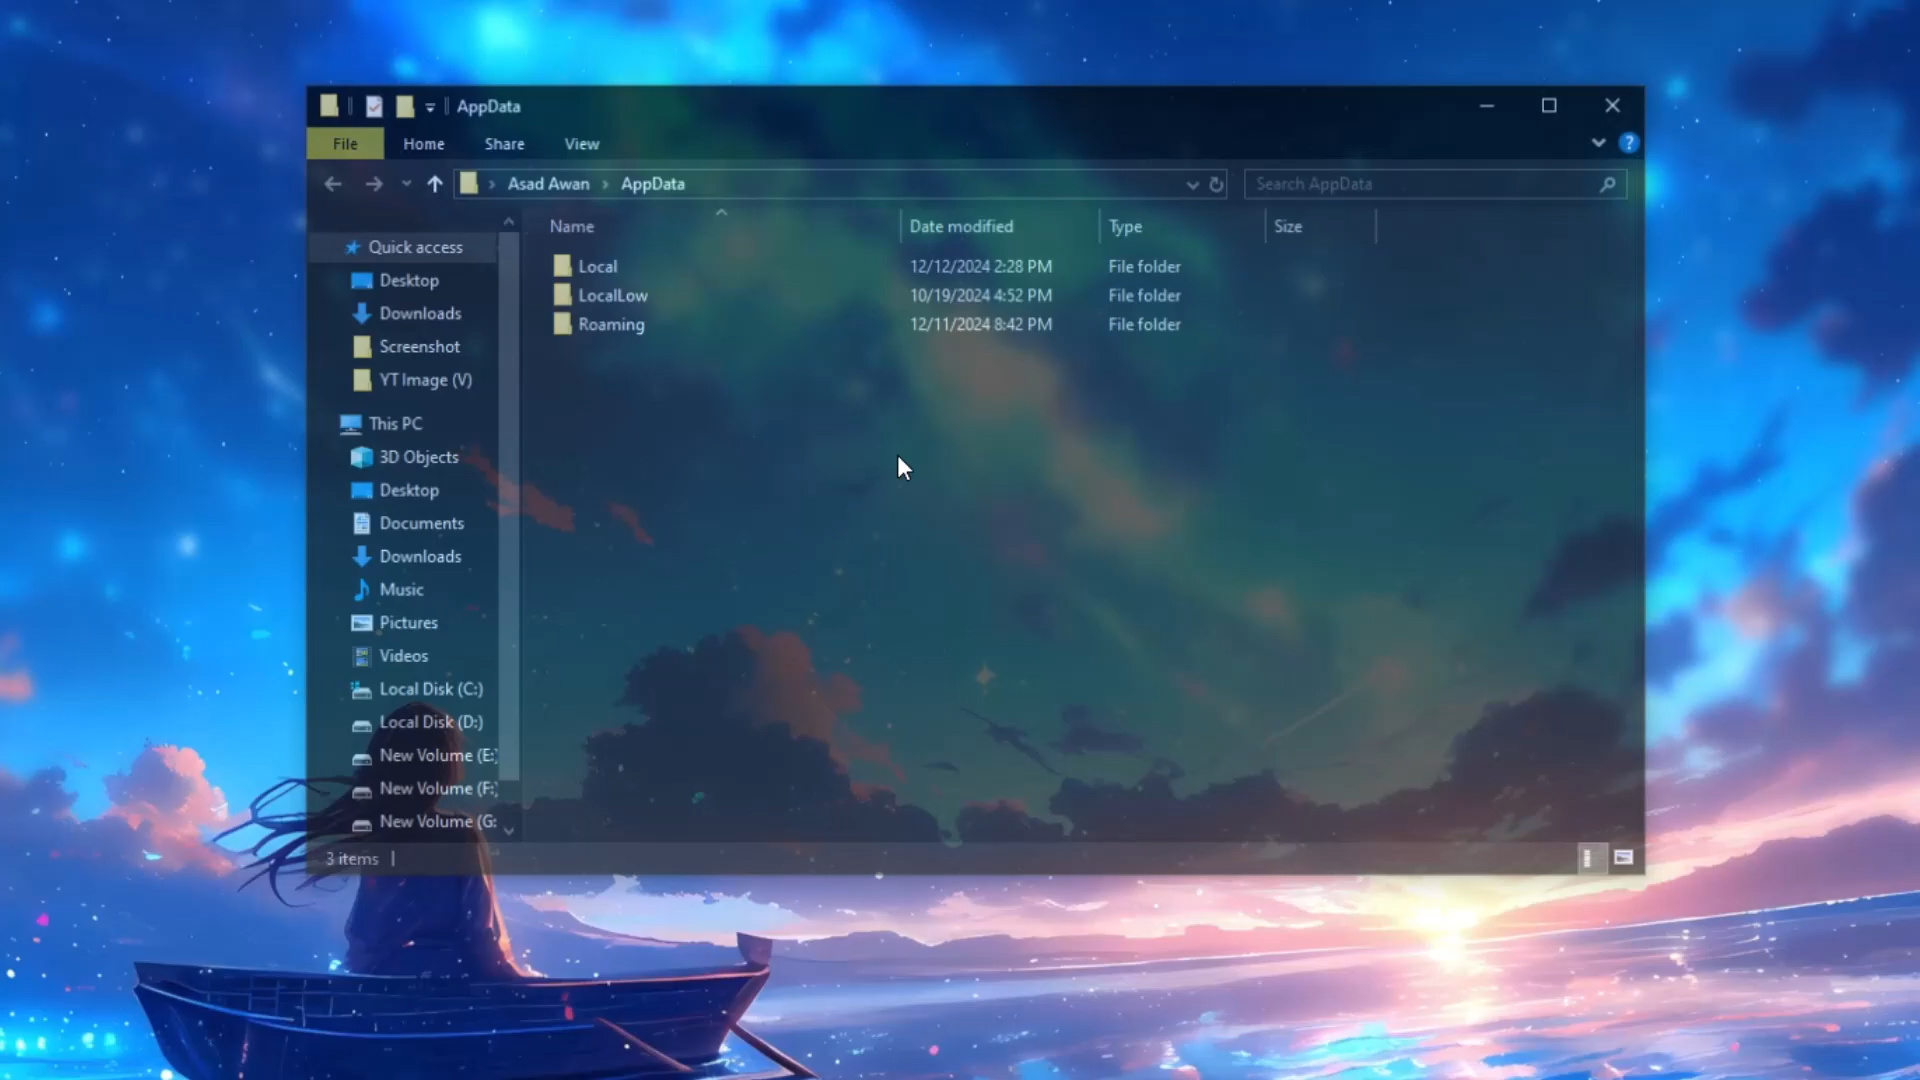 AppData
File Home Share View
Asad Awan › AppData
Search AppData
Name Date modified Type Size
Local 12/12/2024 2:28 PM File folder
LocalLow 10/19/2024 4:52 PM File folder
Roaming 12/11/2024 8:42 PM File folder
Quick access
Desktop
Downloads
Screenshot
YT Image (V)
This PC
3D Objects
Desktop
Documents
Downloads
Music
Pictures
Videos
Local Disk (C:)
Local Disk (D:)
New Volume (E:
New Volume (F:
New Volume (G:
3 items